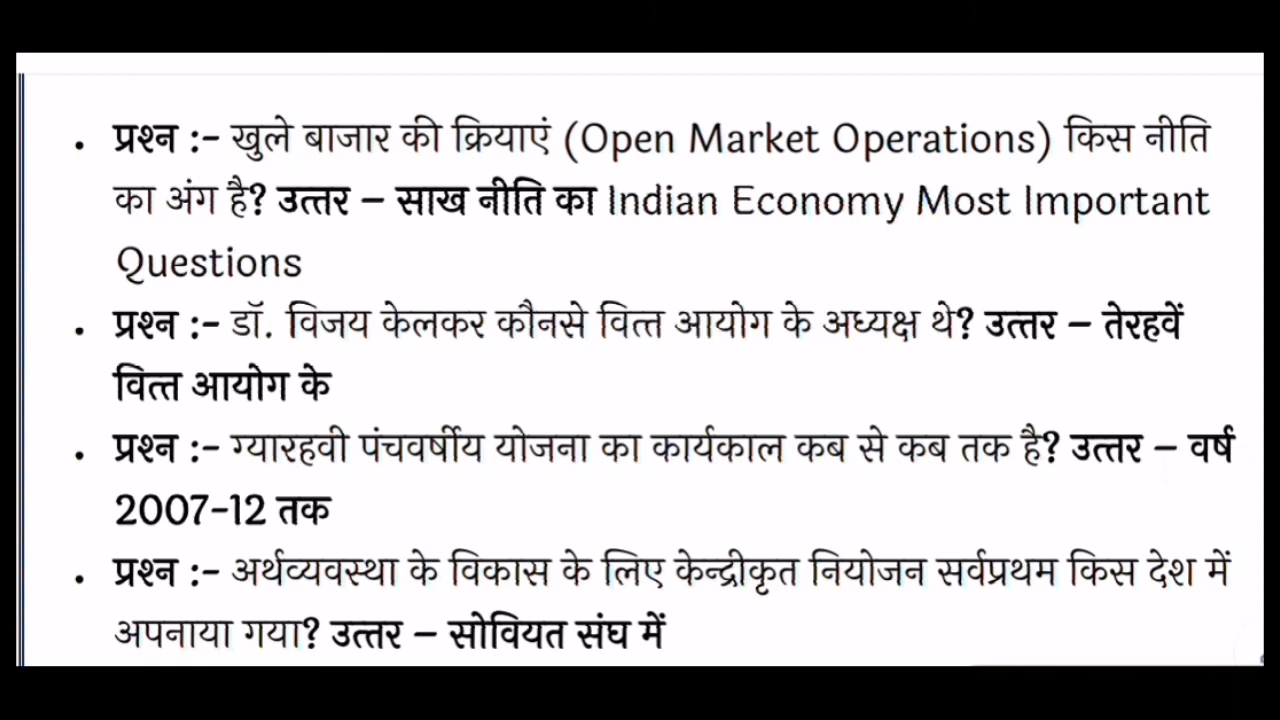 • प्रश्न :- खुले बाजार की क्रियाएं (Open Market Operations) किस नीति
का अंग है? उत्तर – साख नीति का Indian Economy Most Important
Questions
• प्रश्न :- डॉ. विजय केलकर कौनसे वित्त आयोग के अध्यक्ष थे? उत्तर – तेरहवें
वित्त आयोग के
• प्रश्न :- ग्यारहवी पंचवर्षीय योजना का कार्यकाल कब से कब तक है? उत्तर – वर्ष
2007-12 तक
• प्रश्न :- अर्थव्यवस्था के विकास के लिए केन्द्रीकृत नियोजन सर्वप्रथम किस देश में
अपनाया गया? उत्तर – सोवियत संघ में